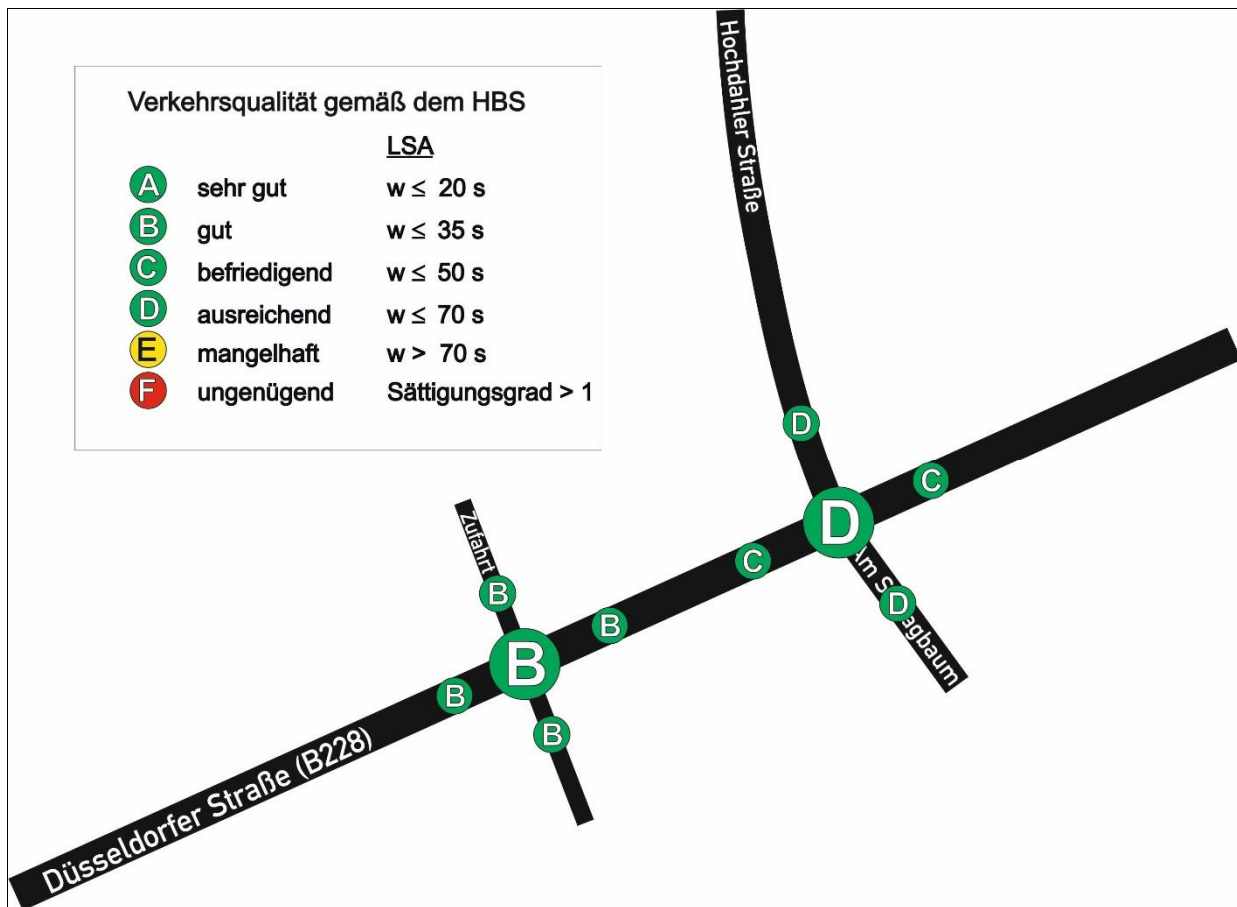 Verkehrsqualität gemäß dem HBS
LSA
A sehr gut w ≤ 20 s
B gut w ≤ 35 s
C befriedigend w ≤ 50 s
D ausreichend w ≤ 70 s
E mangelhaft w > 70 s
F ungenügend Sättigungsgrad > 1
Hochdahler Straße
D
C
D
C
Am
D
Zufahrt
B
B
B
B
B
Düsseldorfer Straße (B228)